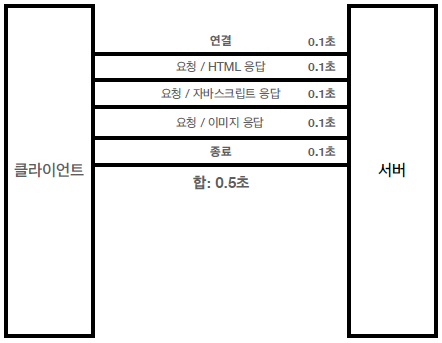 연결 0.1초
요청 / HTML 응답 0.1초
요청 / 자바스크립트 응답 0.1초
요청 / 이미지 응답 0.1초
종료 0.1초
합: 0.5초
클라이언트
서버